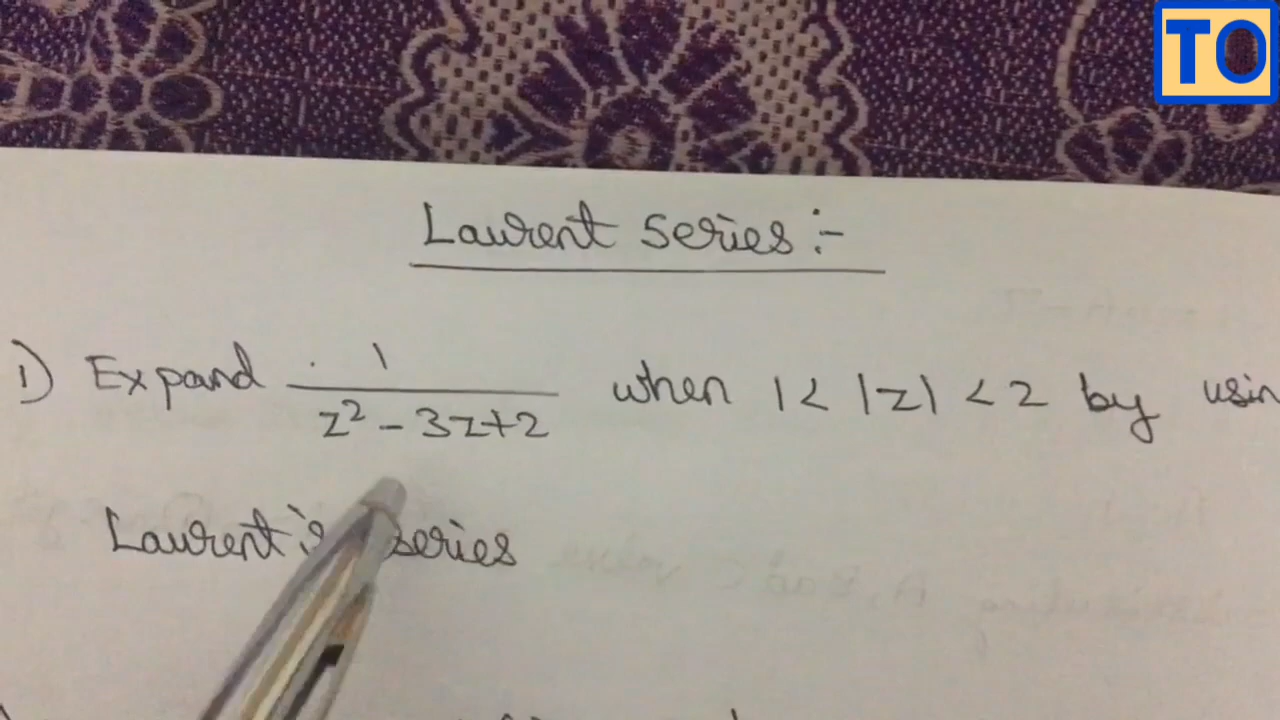 TO
Laurent series :-
1) Expand 1 / z² - 3z+2 when 1 < |z| < 2 by usin
Laurent's series